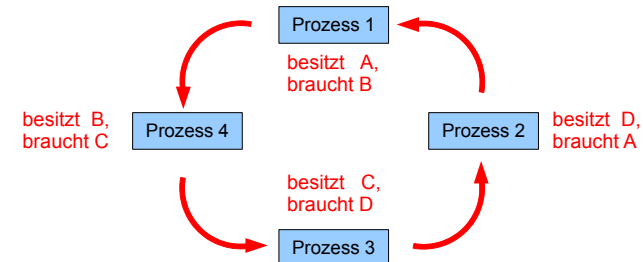 Prozess 1
besitzt A,
braucht B
besitzt B,
braucht C
Prozess 4
Prozess 2
besitzt D,
braucht A
besitzt C,
braucht D
Prozess 3